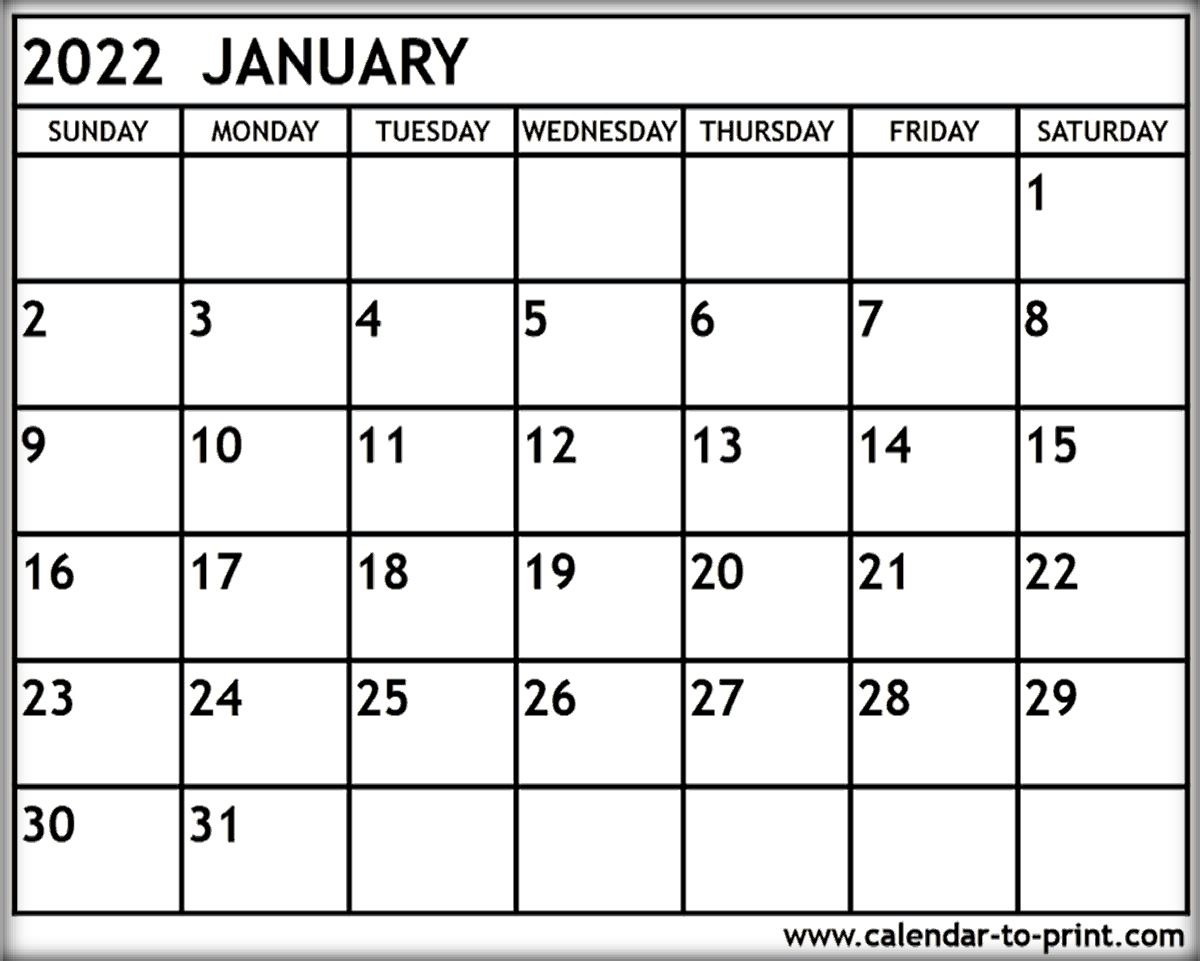 2022 JANUARY
SUNDAY MONDAY TUESDAY WEDNESDAY THURSDAY FRIDAY SATURDAY
1
2 3 4 5 6 7 8
9 10 11 12 13 14 15
16 17 18 19 20 21 22
23 24 25 26 27 28 29
30 31
www.calendar-to-print.com